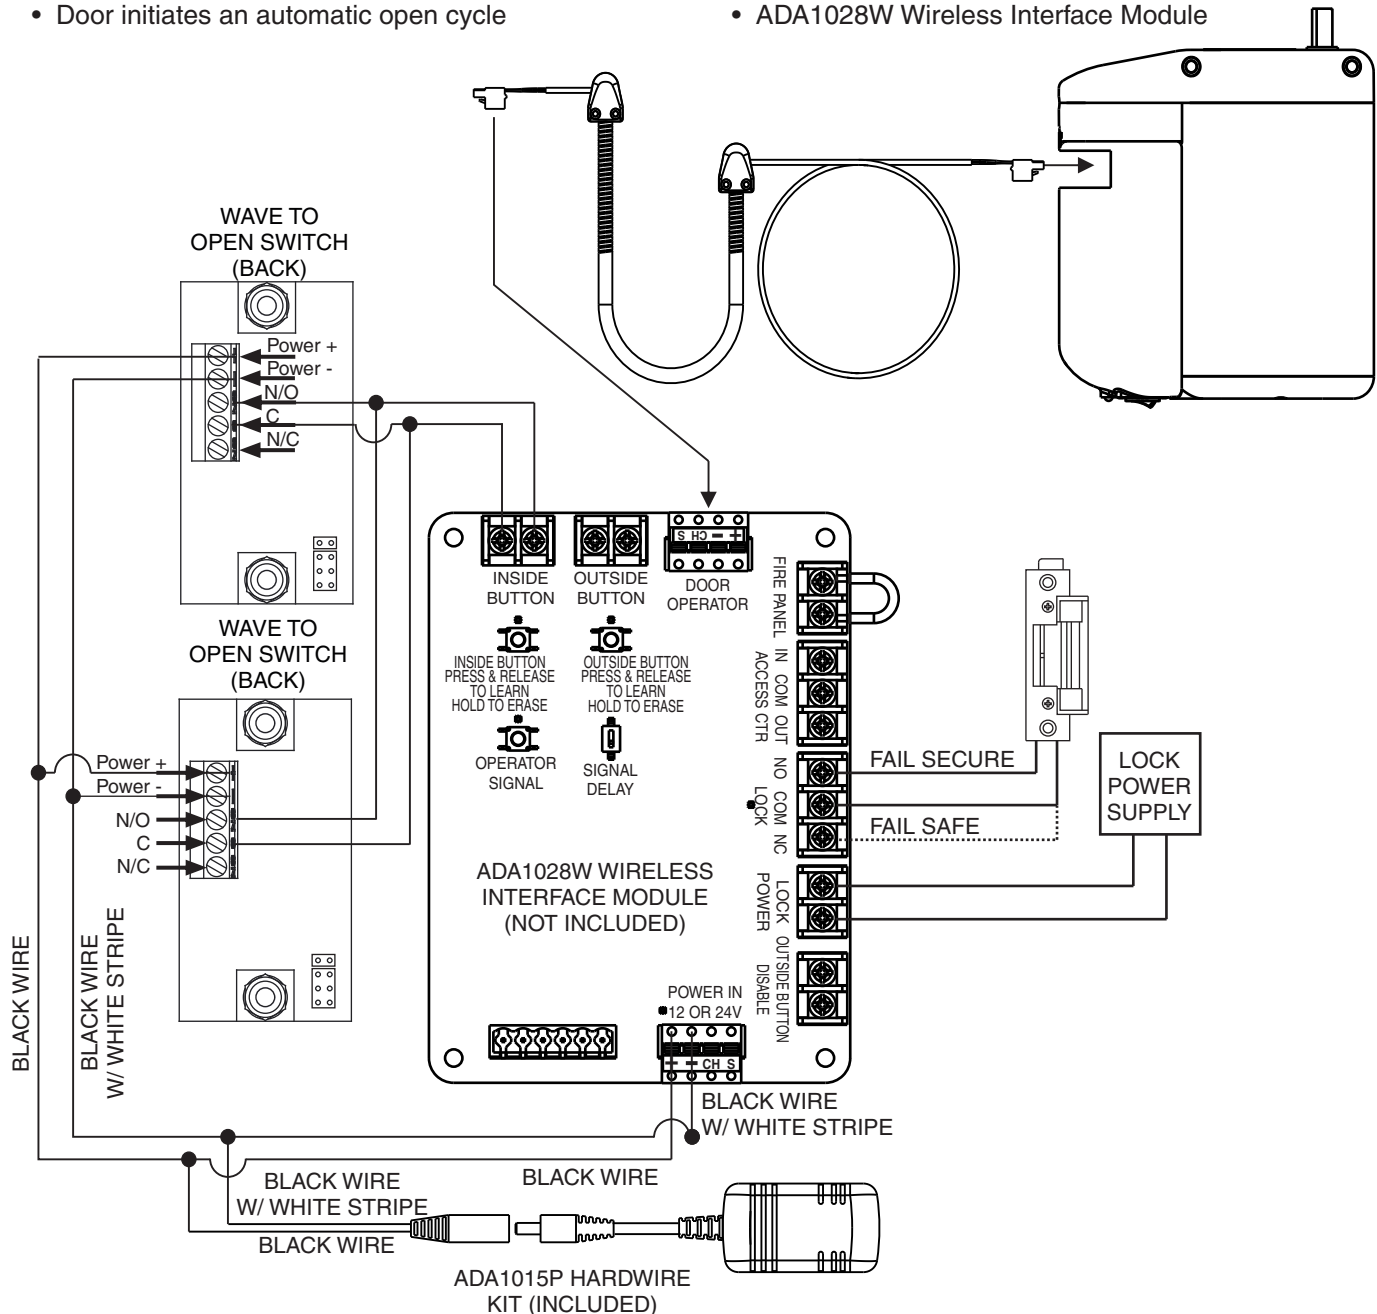 • Door initiates an automatic open cycle
• ADA1028W Wireless Interface Module
WAVE TO
OPEN SWITCH
(BACK)
Power +
Power -
N/O
C
N/C
WAVE TO
OPEN SWITCH
(BACK)
Power +
Power -
N/O
C
N/C
BLACK WIRE
BLACK WIRE
W/ WHITE STRIPE
INSIDE
BUTTON
OUTSIDE
BUTTON
S CH − +
DOOR
OPERATOR
INSIDE BUTTON
PRESS & RELEASE
TO LEARN
HOLD TO ERASE
OUTSIDE BUTTON
PRESS & RELEASE
TO LEARN
HOLD TO ERASE
OPERATOR
SIGNAL
SIGNAL
DELAY
FIRE PANEL
IN COM OUT
ACCESS CTR
NO COM NC
LOCK
LOCK
POWER
OUTSIDE BUTTON
DISABLE
FAIL SECURE
FAIL SAFE
LOCK
POWER
SUPPLY
ADA1028W WIRELESS
INTERFACE MODULE
(NOT INCLUDED)
POWER IN
12 OR 24V
+ − CH S
BLACK WIRE
W/ WHITE STRIPE
BLACK WIRE
BLACK WIRE
W/ WHITE STRIPE
BLACK WIRE
ADA1015P HARDWIRE
KIT (INCLUDED)